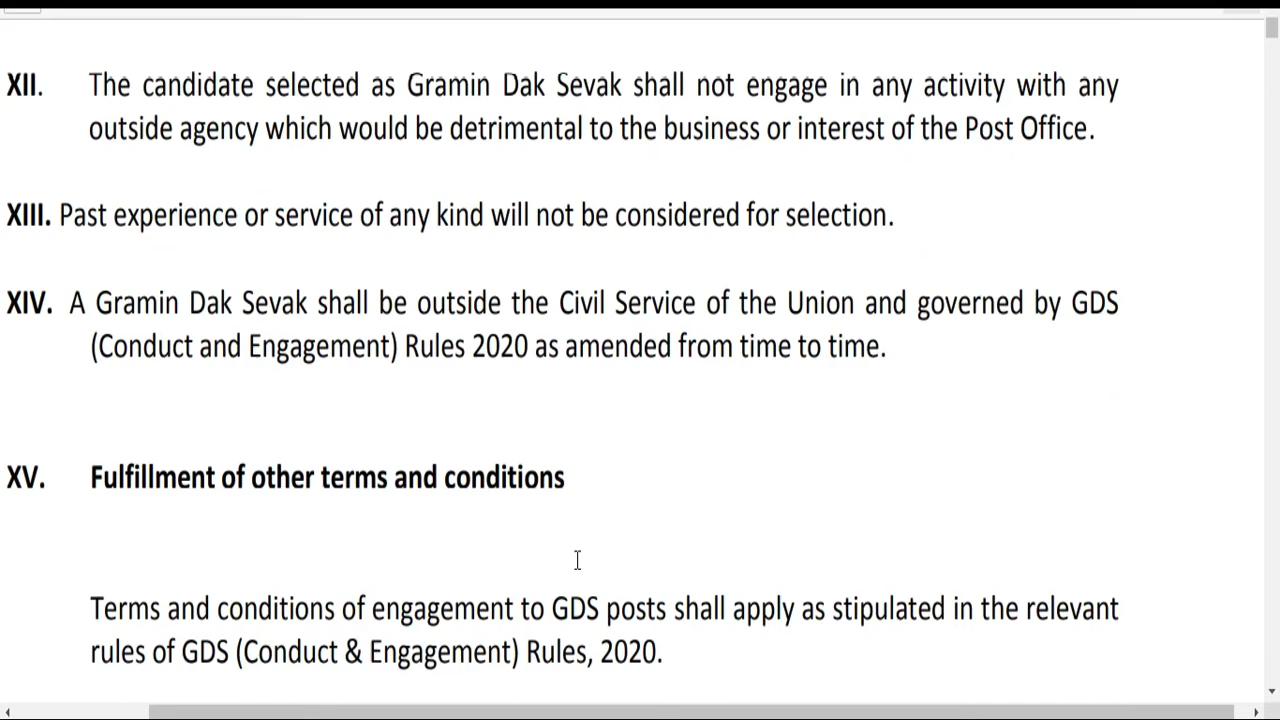 XII. The candidate selected as Gramin Dak Sevak shall not engage in any activity with any
outside agency which would be detrimental to the business or interest of the Post Office.
XIII. Past experience or service of any kind will not be considered for selection.
XIV. A Gramin Dak Sevak shall be outside the Civil Service of the Union and governed by GDS
(Conduct and Engagement) Rules 2020 as amended from time to time.
XV. Fulfillment of other terms and conditions
Terms and conditions of engagement to GDS posts shall apply as stipulated in the relevant
rules of GDS (Conduct & Engagement) Rules, 2020.